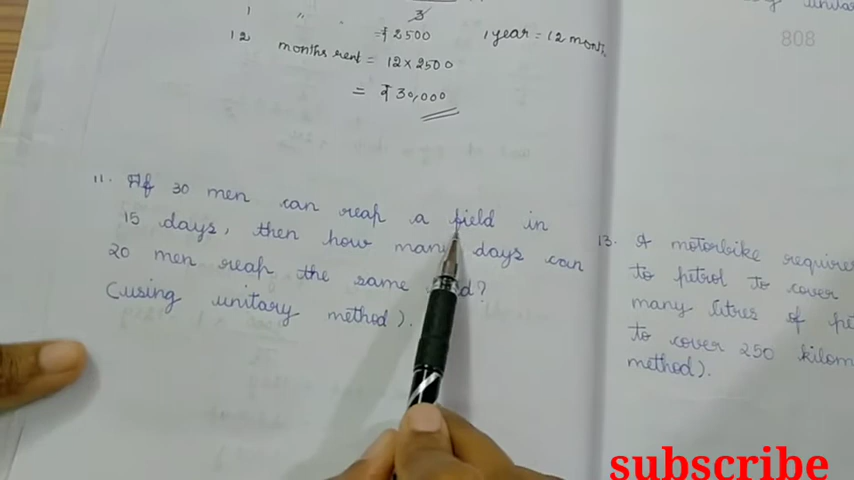 1 " . 3
= ₹ 2500 1 year = 12 month
12 months rent = 12 × 2500
= ₹ 30,000
11. If 30 men can reap a field in
15 days, then how many days can
20 men reap the same ?
(using unitary method).
13. A motorbike require
to petrol to cover
many litres of
to cover 250
method).
808
subscribe